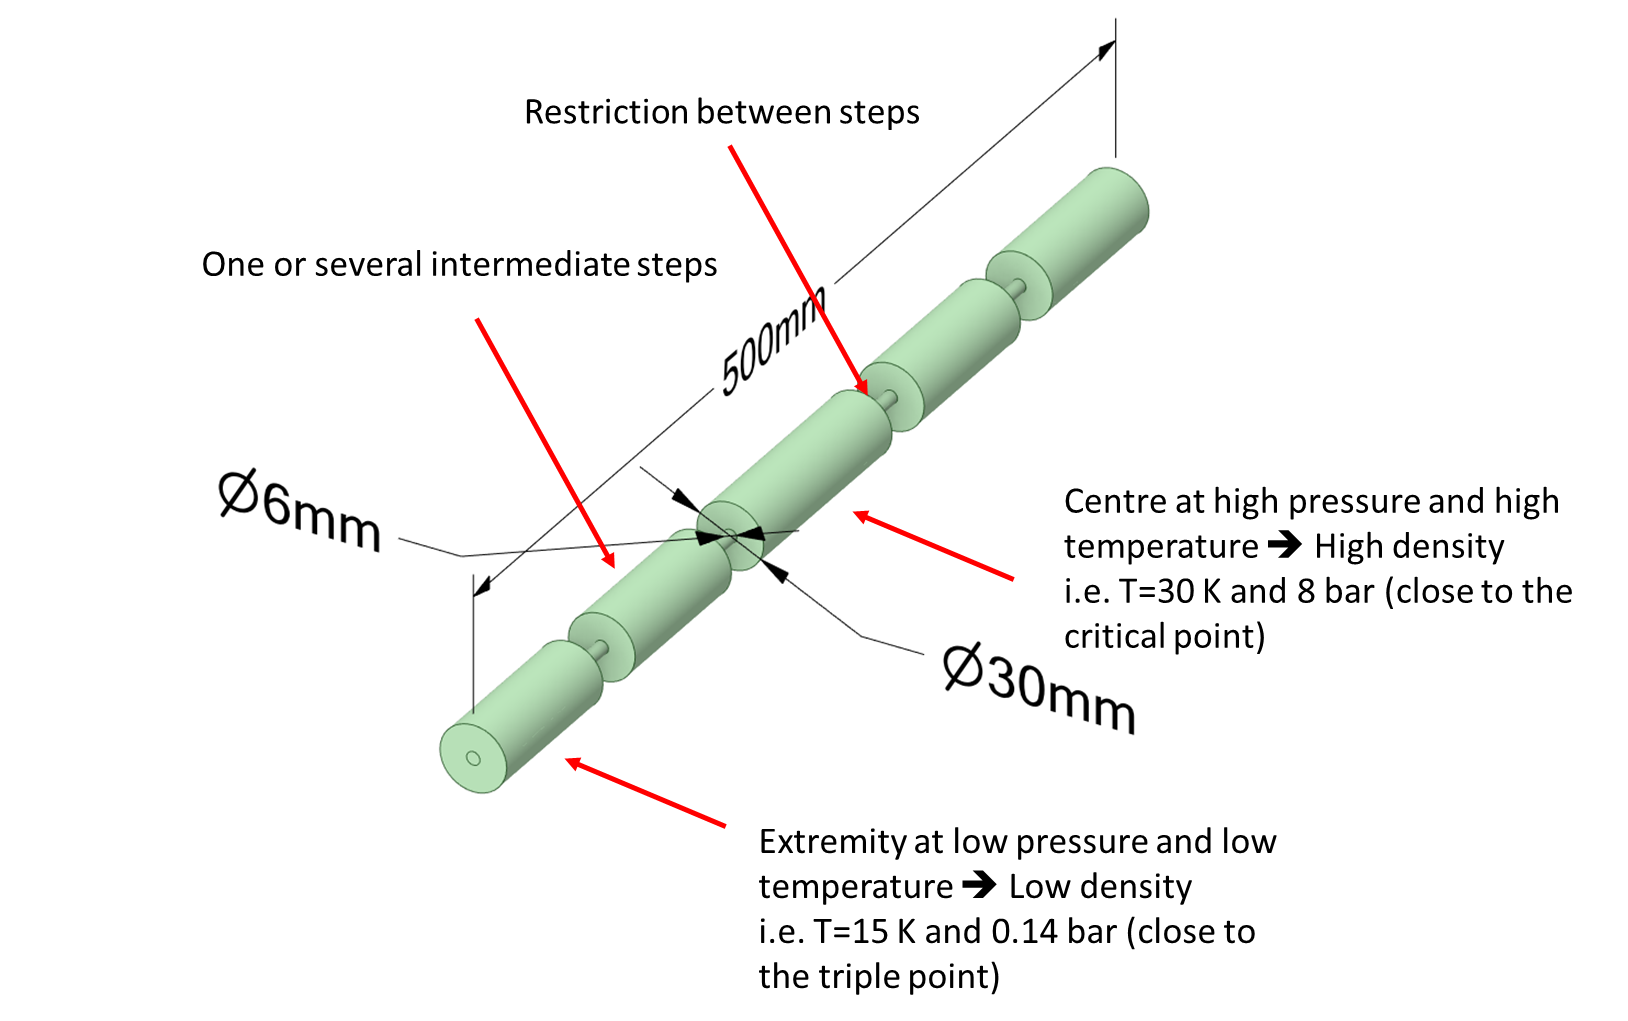 Restriction between steps
One or several intermediate steps
500mm
Ø6mm
Centre at high pressure and high
temperature 🡺 High density
i.e. T=30 K and 8 bar (close to the
critical point)
Ø30mm
Extremity at low pressure and low
temperature 🡺 Low density
i.e. T=15 K and 0.14 bar (close to
the triple point)